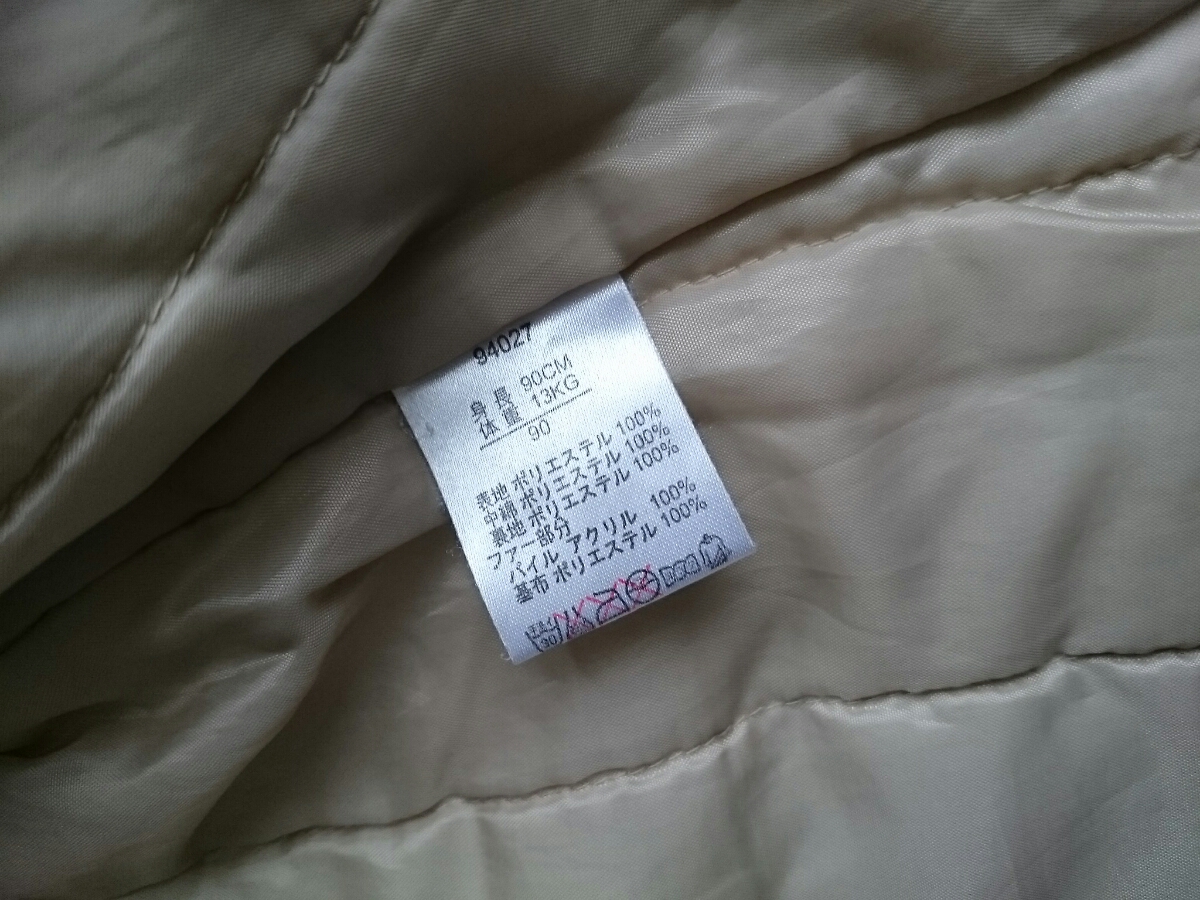 94027
身長 90CM
体重 13KG
90
表地 ポリエステル 100%
中綿 ポリエステル 100%
裏地 ポリエステル 100%
ファー部分
パイル アクリル 100%
基布 ポリエステル 100%
30